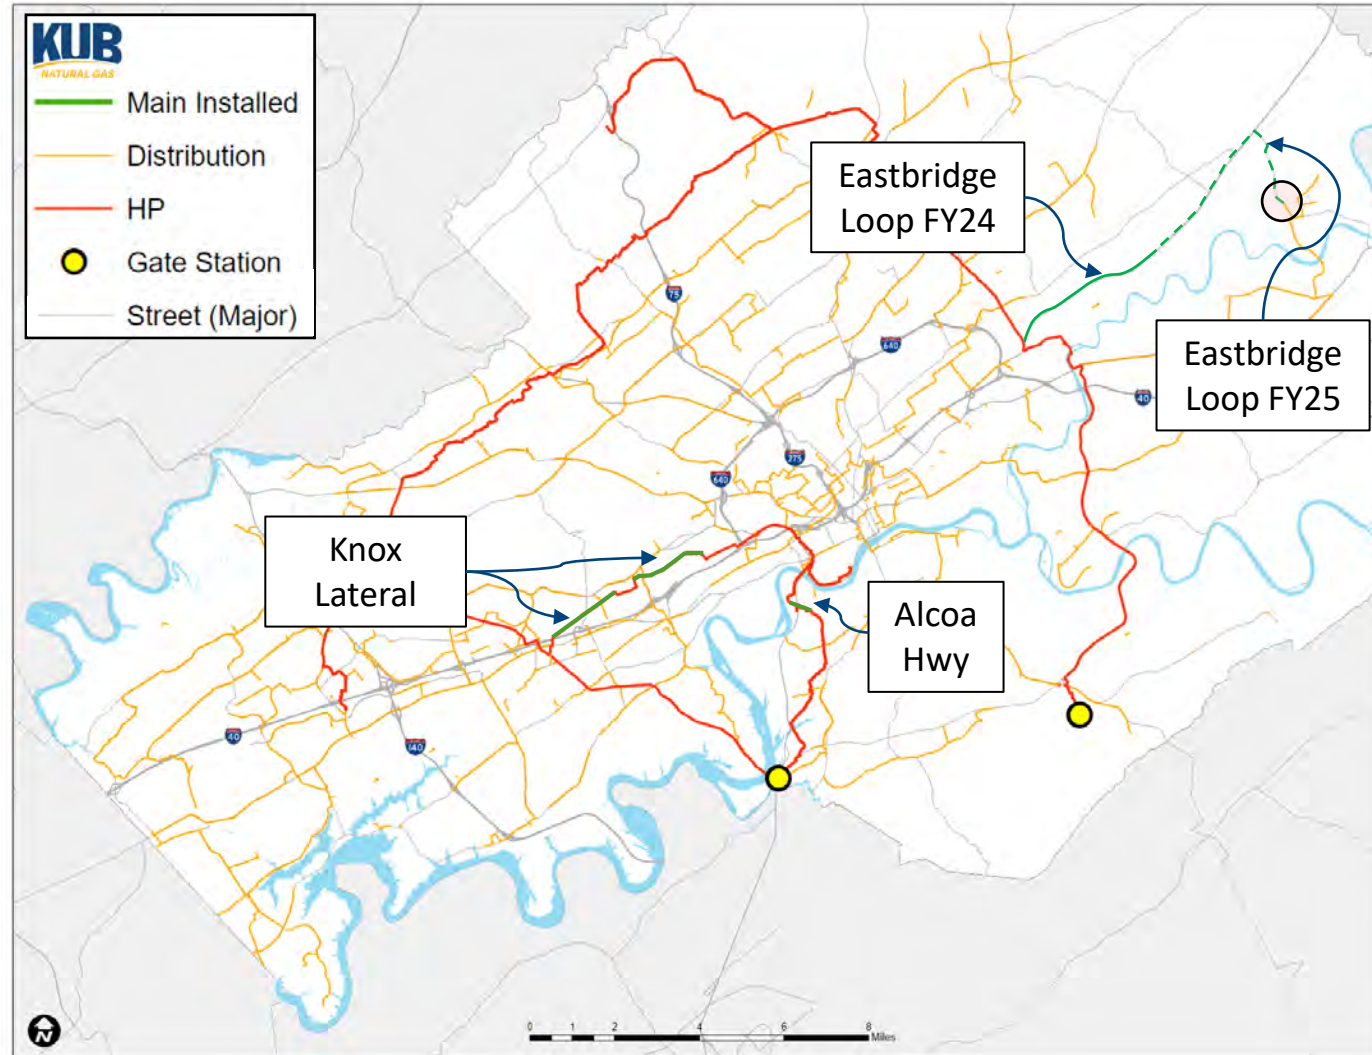 KUB
NATURAL GAS
Main Installed
Distribution
HP
Gate Station
Street (Major)
Eastbridge
Loop FY24
Eastbridge
Loop FY25
75
640
40
275
640
Knox
Lateral
Alcoa
Hwy
40
140
N
0 1 2 4 6 8
Miles